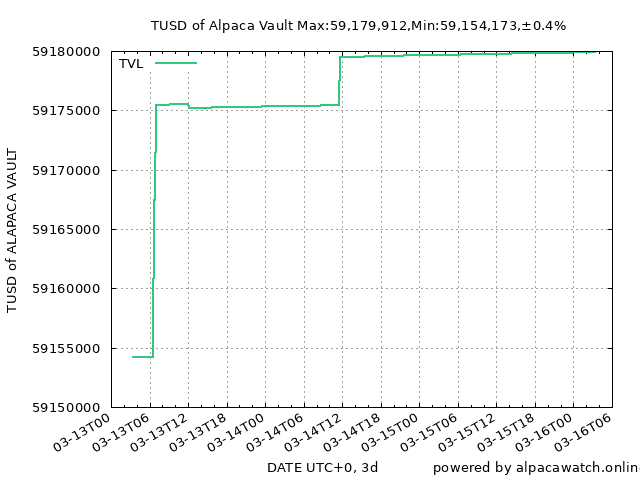 TUSD of Alpaca Vault Max:59,179,912,Min:59,154,173,±0.4%
TVL
59180000
59175000
59170000
59165000
59160000
59155000
59150000
TUSD of ALAPACA VAULT
03-13T00
03-13T06
03-13T12
03-13T18
03-14T00
03-14T06
03-14T12
03-14T18
03-15T00
03-15T06
03-15T12
03-15T18
03-16T00
03-16T06
DATE UTC+0, 3d
powered by alpacawatch.onlin